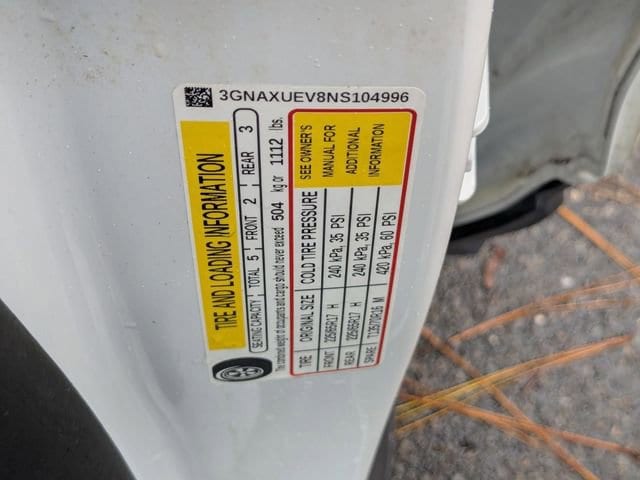 3GNAXUEV8NS104996
TIRE AND LOADING INFORMATION
SEATING CAPACITY TOTAL 5 FRONT 2 REAR 3
The combined weight of occupants and cargo should never exceed 504 kg or 1112 lbs.
TIRE ORIGINAL SIZE COLD TIRE PRESSURE SEE OWNER'S
FRONT 225/65R17 H 240 kPa, 35 PSI MANUAL FOR
REAR 225/65R17 H 240 kPa, 35 PSI ADDITIONAL
SPARE T135/70R16 M 420 kPa, 60 PSI INFORMATION